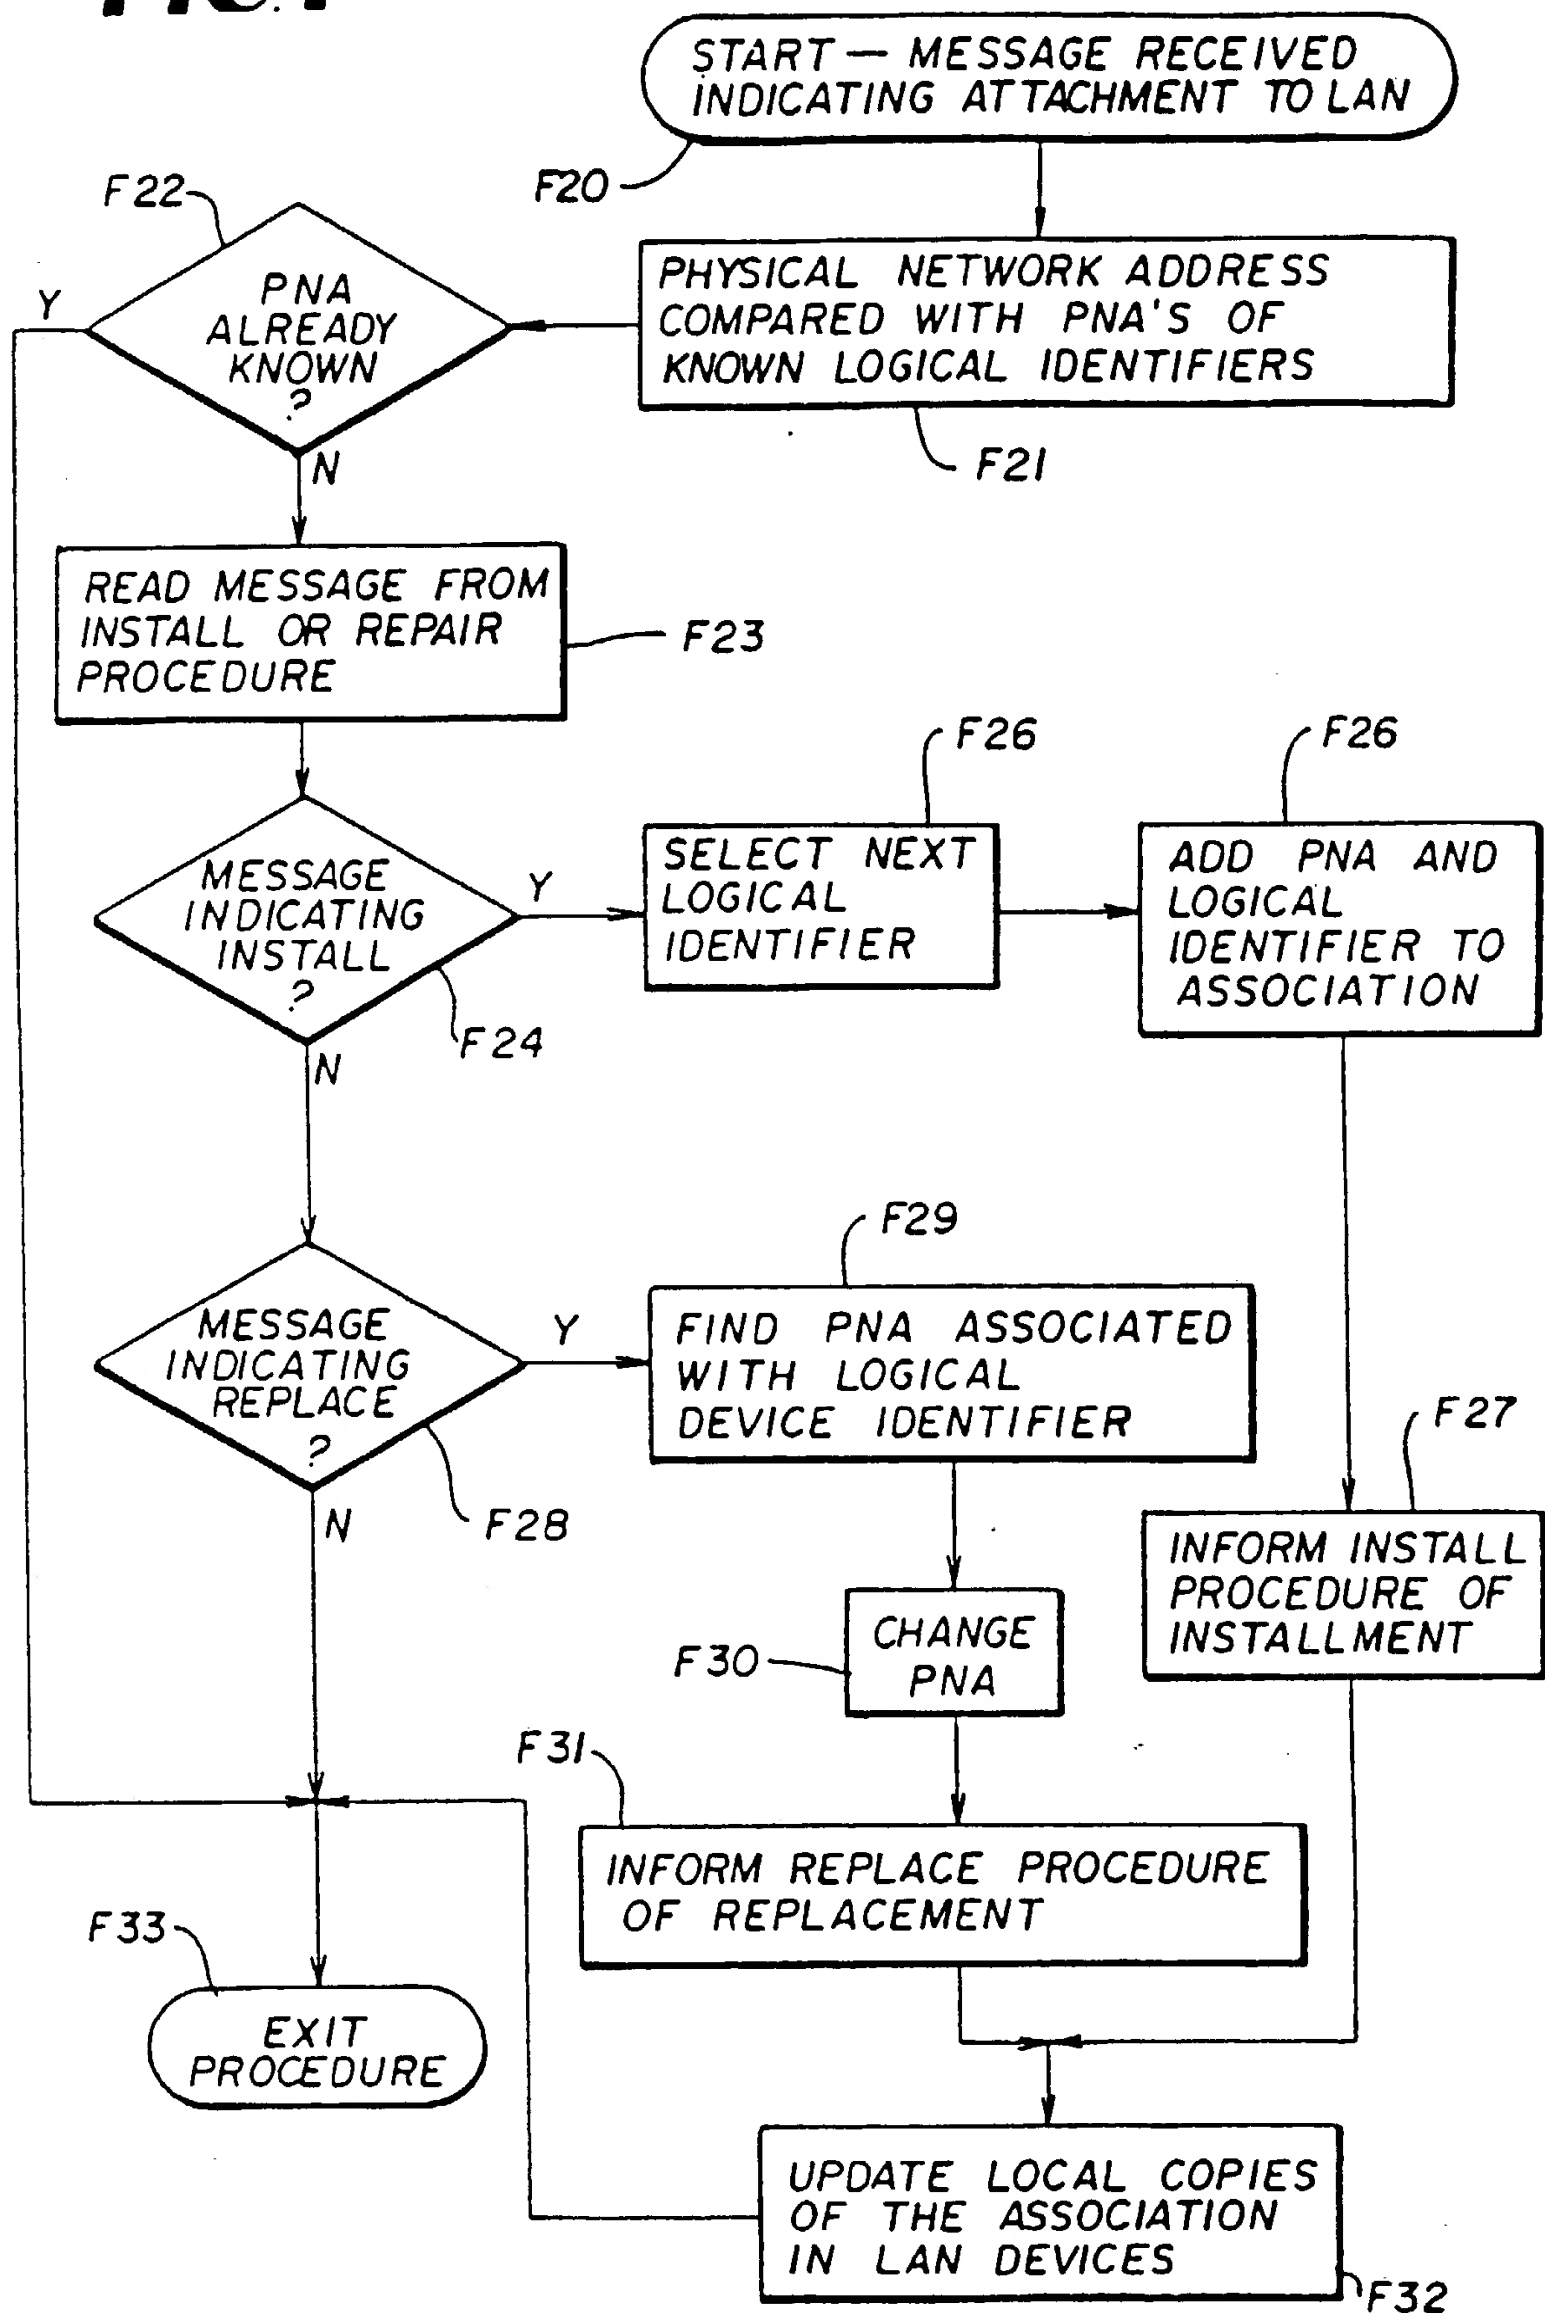 START — MESSAGE RECEIVED
INDICATING ATTACHMENT TO LAN
F20
F22
PHYSICAL NETWORK ADDRESS
COMPARED WITH PNA'S OF
KNOWN LOGICAL IDENTIFIERS
F21
Y
PNA
ALREADY
KNOWN
?
N
READ MESSAGE FROM
INSTALL OR REPAIR
PROCEDURE
F23
F26
F26
MESSAGE
INDICATING
INSTALL
?
Y
F24
N
SELECT NEXT
LOGICAL
IDENTIFIER
ADD PNA AND
LOGICAL
IDENTIFIER TO
ASSOCIATION
F29
MESSAGE
INDICATING
REPLACE
?
Y
F28
N
FIND PNA ASSOCIATED
WITH LOGICAL
DEVICE IDENTIFIER
F27
INFORM INSTALL
PROCEDURE OF
INSTALLMENT
F30
CHANGE
PNA
F31
INFORM REPLACE PROCEDURE
OF REPLACEMENT
F33
EXIT
PROCEDURE
UPDATE LOCAL COPIES
OF THE ASSOCIATION
IN LAN DEVICES
F32